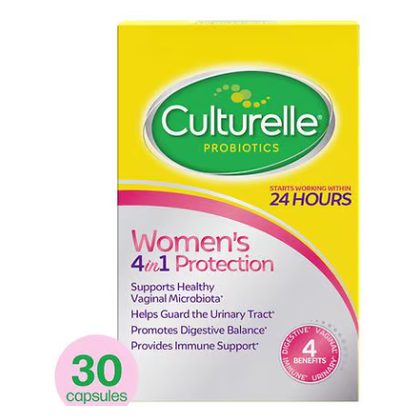 Culturelle®
PROBIOTICS
STARTS WORKING WITHIN
24 HOURS
Women's
4in1 Protection
Supports Healthy
Vaginal Microbiota*
Helps Guard the Urinary Tract*
Promotes Digestive Balance*
Provides Immune Support*
DIGESTIVE VAGINAL
4
BENEFITS
IMMUNE URINARY
30
capsules